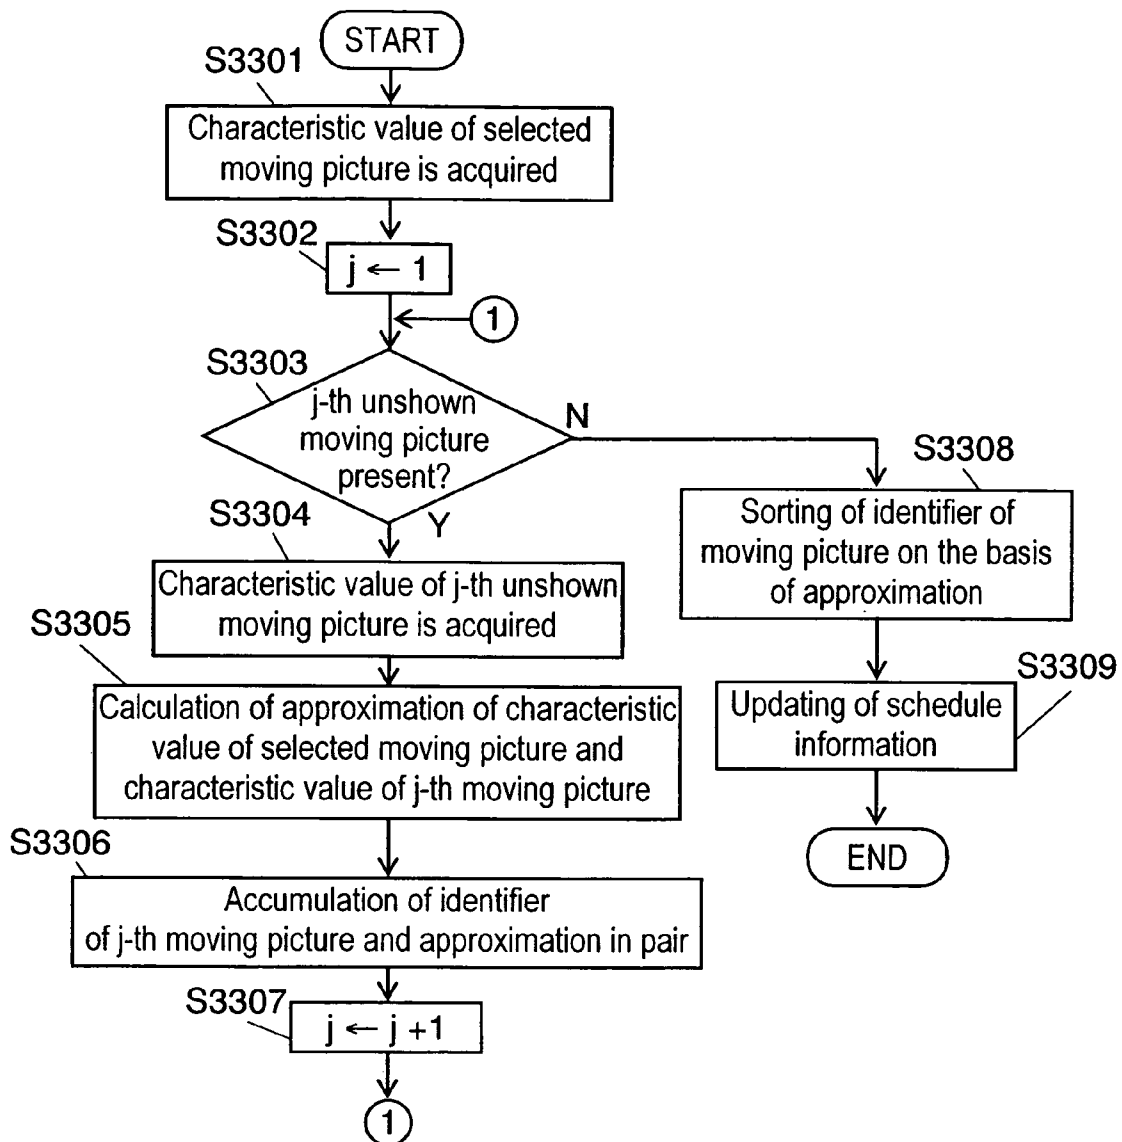 START
S3301
Characteristic value of selected
moving picture is acquired
S3302
j ← 1
1
S3303
j-th unshown
moving picture
present?
N
Y
S3304
Characteristic value of j-th unshown
moving picture is acquired
S3305
Calculation of approximation of characteristic
value of selected moving picture and
characteristic value of j-th moving picture
S3306
Accumulation of identifier
of j-th moving picture and approximation in pair
S3307
j ← j +1
1
S3308
Sorting of identifier of
moving picture on the basis
of approximation
S3309
Updating of schedule
information
END